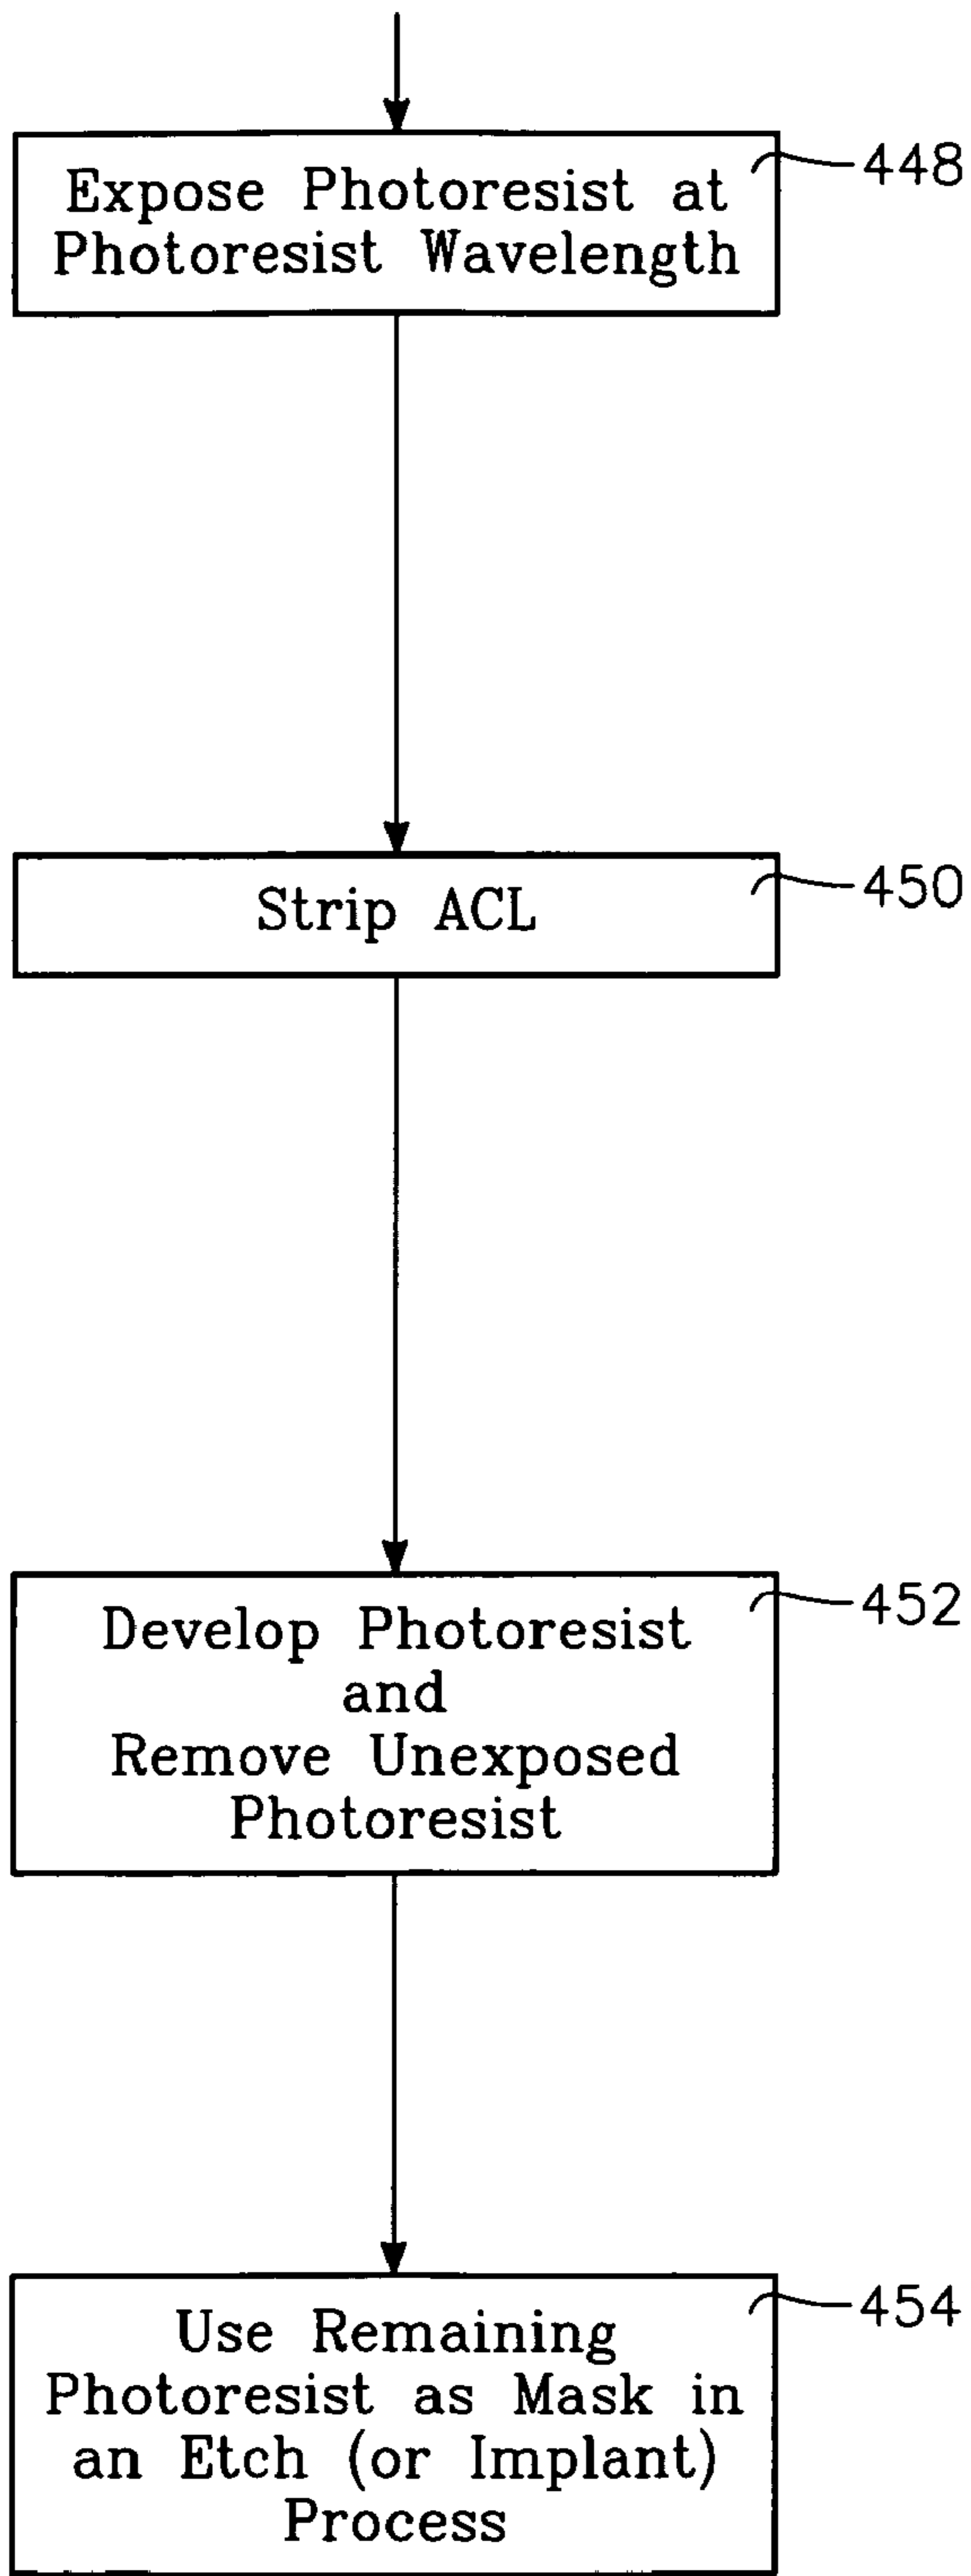 448
Expose Photoresist at
Photoresist Wavelength
450
Strip ACL
452
Develop Photoresist
and
Remove Unexposed
Photoresist
454
Use Remaining
Photoresist as Mask in
an Etch (or Implant)
Process